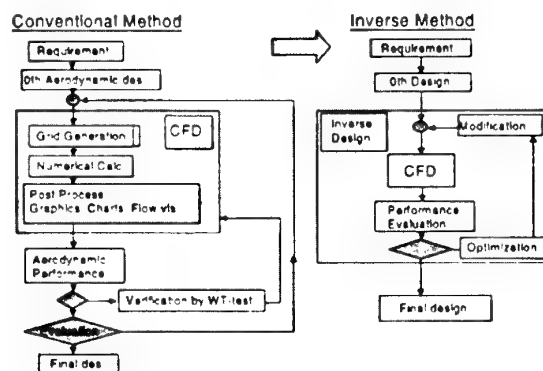 Conventional Method
Requirement
0th Aerodynamic des
Grid Generation
CFD
Numerical Calc
Post Process
Graphics Charts Flow vis
Aerodynamic
Performance
Verification by WT-test
Evaluation
Final des
Inverse Method
Requirement
0th Design
Inverse
Design
Modification
CFD
Performance
Evaluation
Optimization
Final design